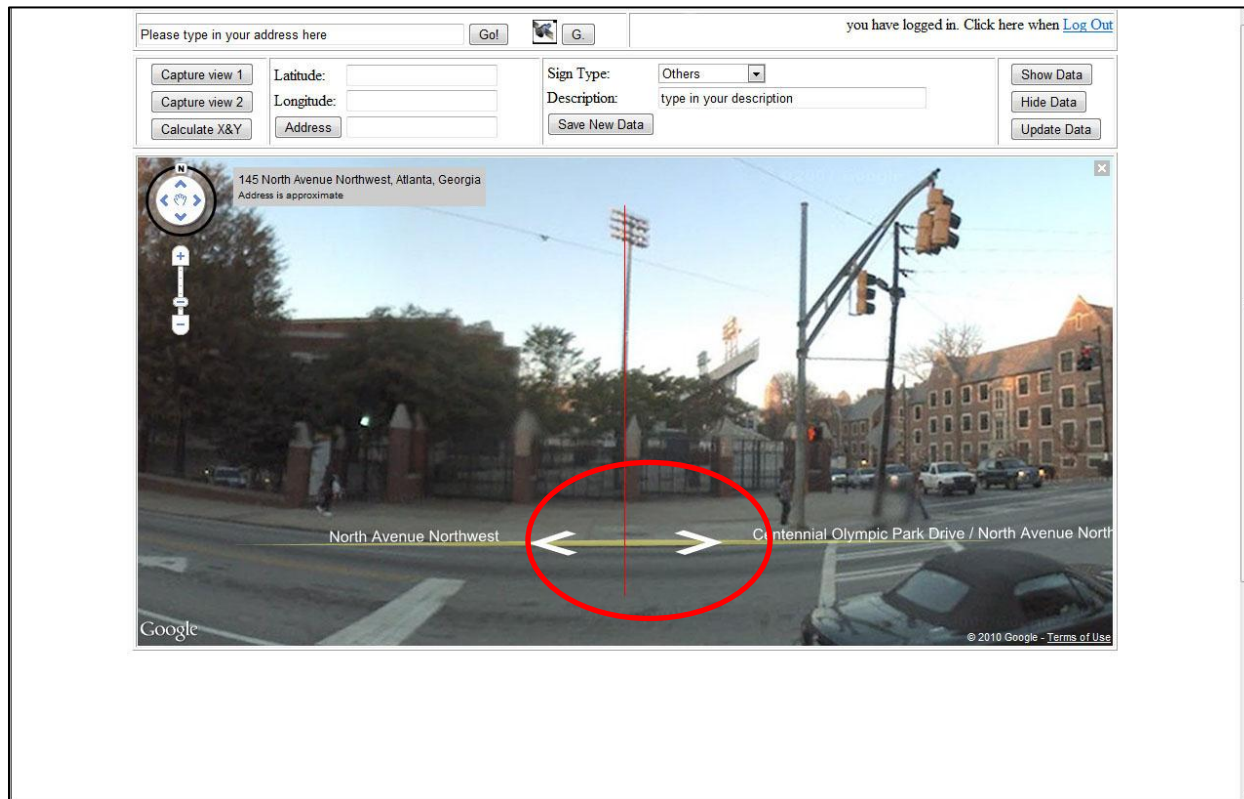 Please type in your address here Go! G. you have logged in. Click here when Log Out
Capture view 1 Latitude: Sign Type: Others Show Data
Capture view 2 Longitude: Description: type in your description Hide Data
Calculate X&Y Address Save New Data Update Data
N
145 North Avenue Northwest, Atlanta, Georgia
Address is approximate
North Avenue Northwest Centennial Olympic Park Drive / North Avenue North
Google © 2010 Google - Terms of Use